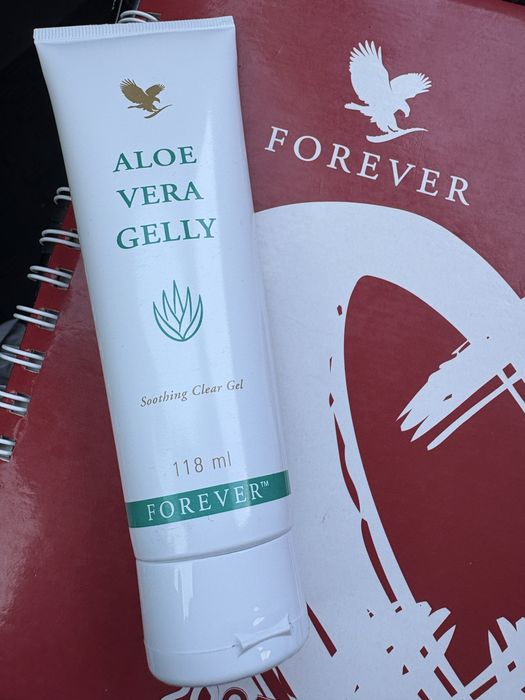 ALOE
VERA
GELLY
Soothing Clear Gel
118 ml
FOREVER™
FOREVER